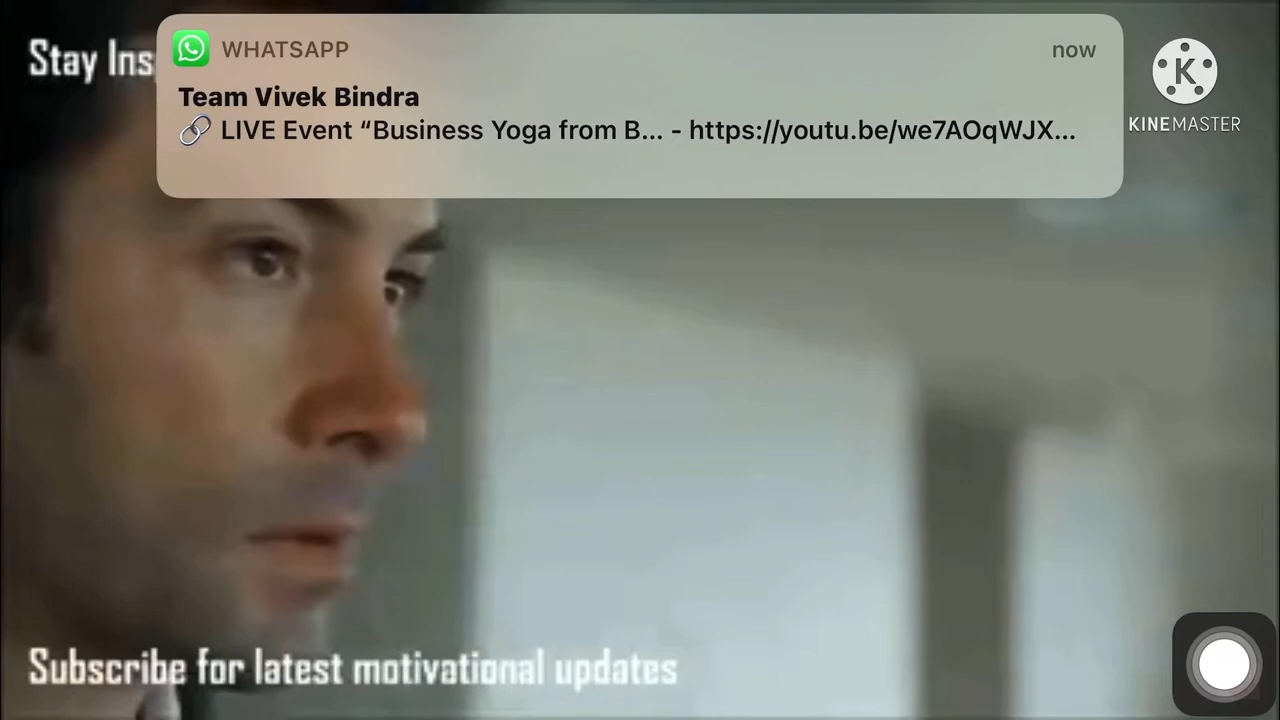 Stay Ins
WHATSAPP
now
Team Vivek Bindra
LIVE Event “Business Yoga from B... - https://youtu.be/we7AOqWJX...
K
KINEMASTER
Subscribe for latest motivational updates